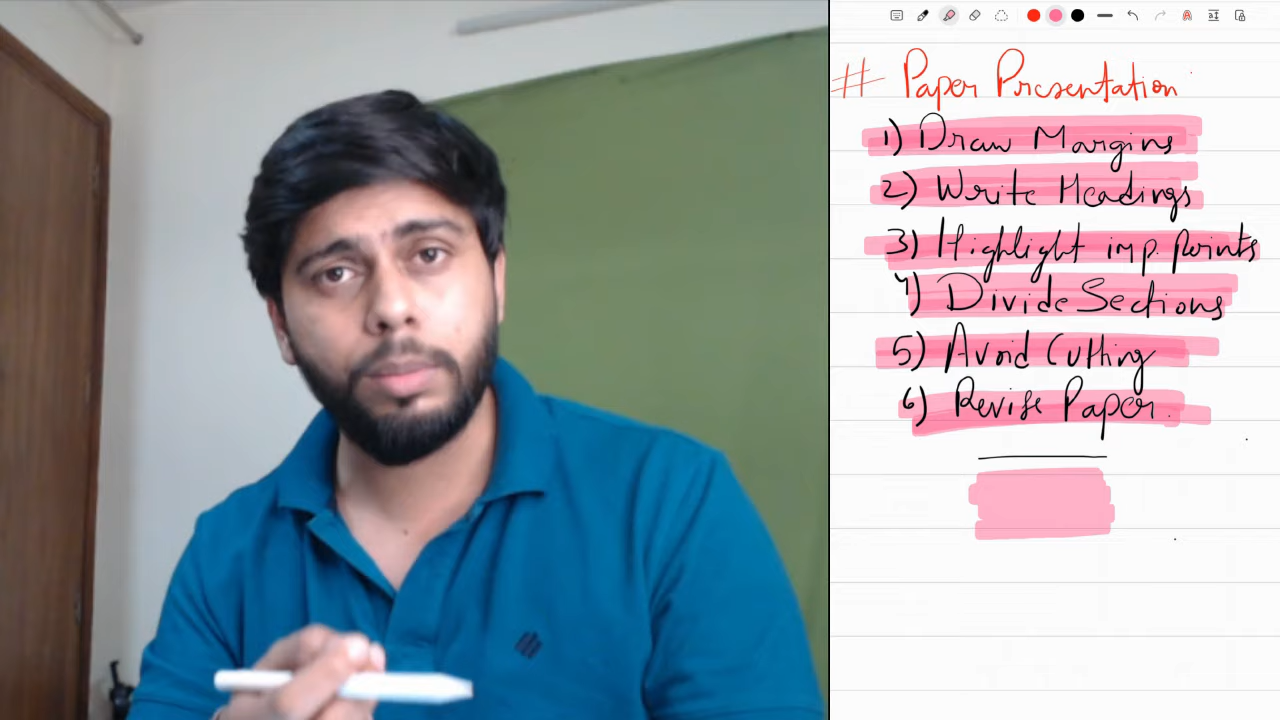 # Paper Presentation
1) Draw Margins
2) Write Headings
3) Highlight imp. points
4) Divide Sections
5) Avoid Cutting
6) Revise Paper.